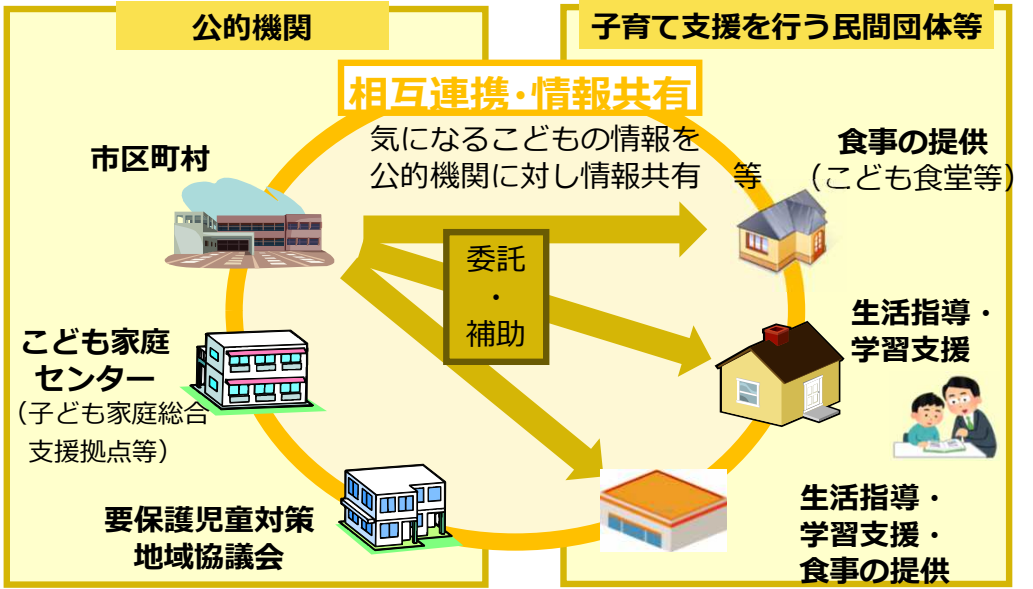 公的機関
子育て支援を行う民間団体等
相互連携・情報共有
気になるこどもの情報を
公的機関に対し情報共有　等
市区町村
こども家庭
センター
（子ども家庭総合
支援拠点等）
要保護児童対策
地域協議会
委託
・
補助
食事の提供
（こども食堂等）
生活指導・
学習支援
生活指導・
学習支援・
食事の提供